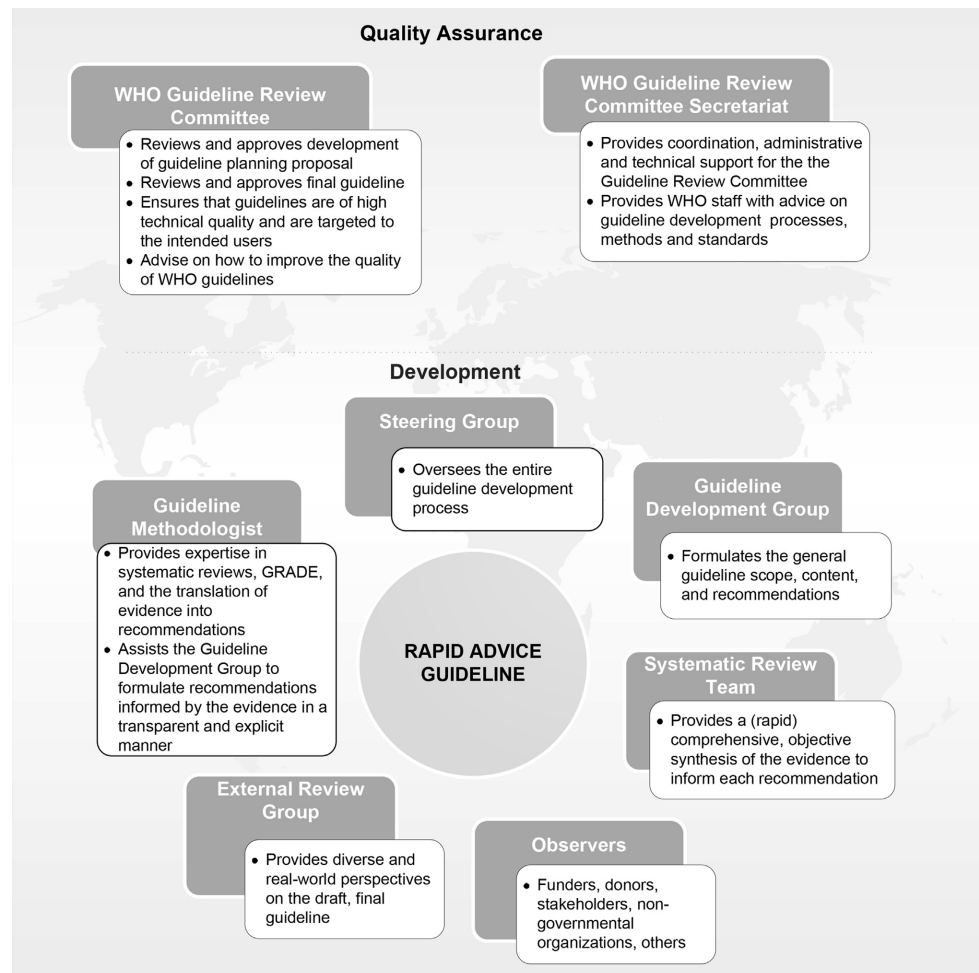 Quality Assurance
WHO Guideline Review
Committee
• Reviews and approves development
of guideline planning proposal
• Reviews and approves final guideline
• Ensures that guidelines are of high
technical quality and are targeted to
the intended users
• Advise on how to improve the quality
of WHO guidelines
WHO Guideline Review
Committee Secretariat
• Provides coordination, administrative
and technical support for the the
Guideline Review Committee
• Provides WHO staff with advice on
guideline development processes,
methods and standards
Development
Steering Group
• Oversees the entire
guideline development
process
Guideline
Methodologist
• Provides expertise in
systematic reviews, GRADE,
and the translation of
evidence into
recommendations
• Assists the Guideline
Development Group to
formulate recommendations
informed by the evidence in a
transparent and explicit
manner
Guideline
Development Group
• Formulates the general
guideline scope, content,
and recommendations
RAPID ADVICE
GUIDELINE
Systematic Review
Team
• Provides a (rapid)
comprehensive, objective
synthesis of the evidence to
inform each recommendation
External Review
Group
• Provides diverse and
real-world perspectives
on the draft, final
guideline
Observers
• Funders, donors,
stakeholders, non-
governmental
organizations, others